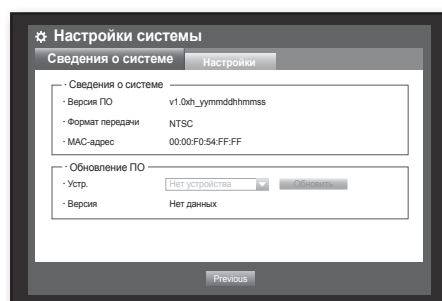 Настройки системы
Сведения о системе Настройки
· Сведения о системе
· Версия ПО v1.0xh_yymmddhhmmss
· Формат передачи NTSC
· MAC-адрес 00:00:F0:54:FF:FF
· Обновление ПО
· Устр. Нет устройства Обновить
· Версия Нет данных
Previous